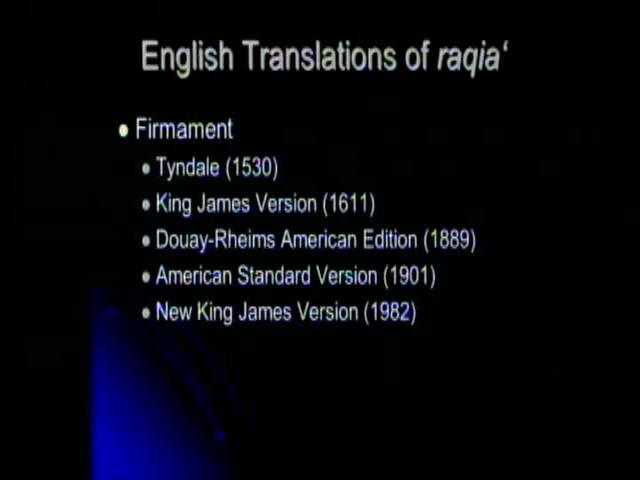 English Translations of raqia‘
• Firmament
• Tyndale (1530)
• King James Version (1611)
• Douay-Rheims American Edition (1889)
• American Standard Version (1901)
• New King James Version (1982)